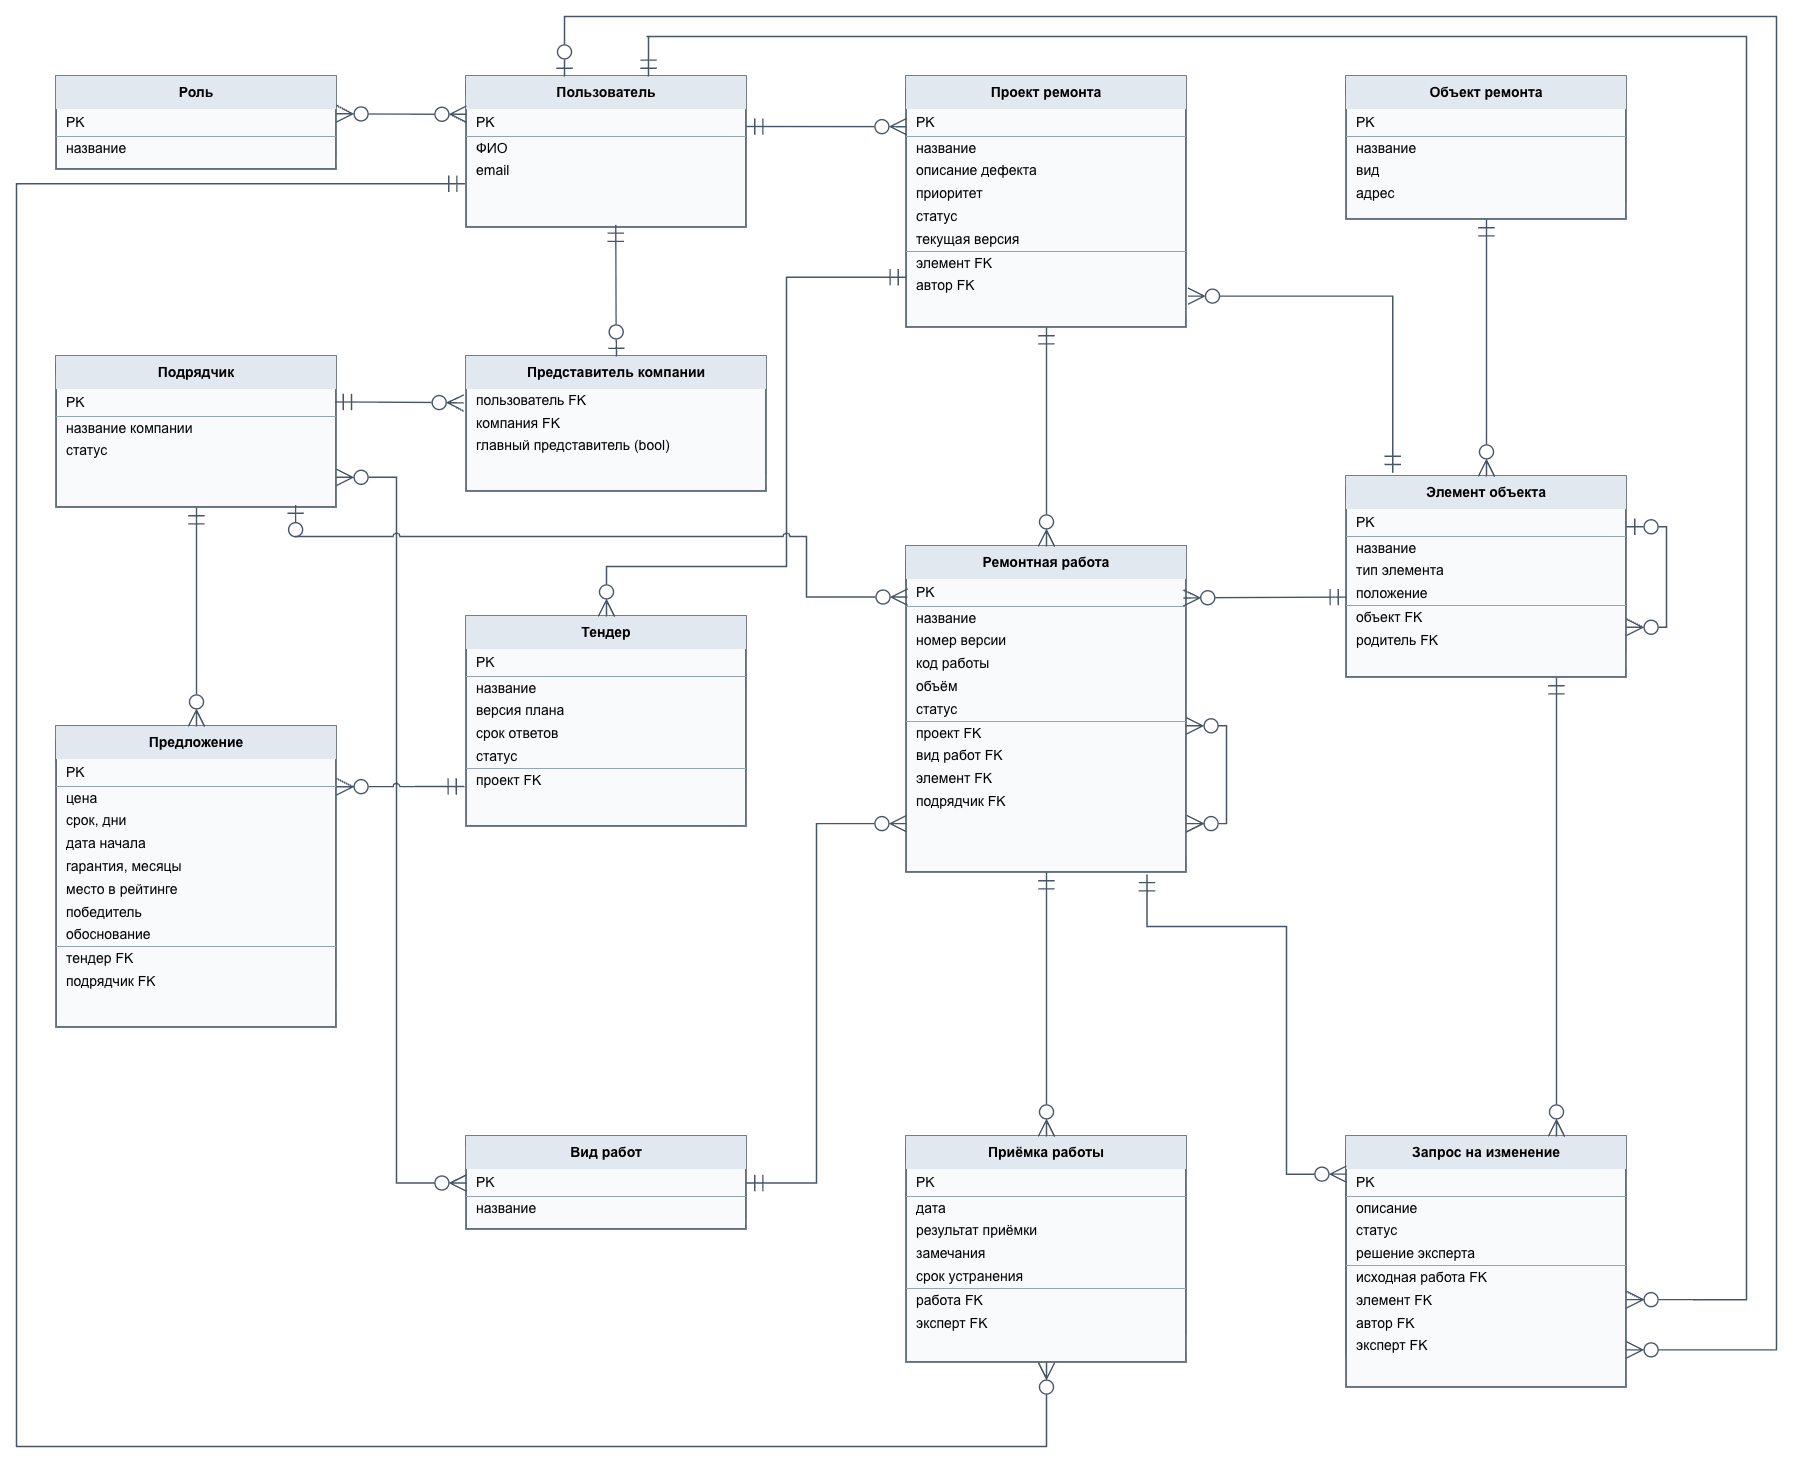 Роль
PK
название
Пользователь
PK
ФИО
email
Проект ремонта
PK
название
описание дефекта
приоритет
статус
текущая версия
элемент FK
автор FK
Объект ремонта
PK
название
вид
адрес
Подрядчик
PK
название компании
статус
Представитель компании
пользователь FK
компания FK
главный представитель (bool)
Элемент объекта
PK
название
тип элемента
положение
объект FK
родитель FK
Ремонтная работа
PK
название
номер версии
код работы
объём
статус
проект FK
вид работ FK
элемент FK
подрядчик FK
Тендер
PK
название
версия плана
срок ответов
статус
проект FK
Предложение
PK
цена
срок, дни
дата начала
гарантия, месяцы
место в рейтинге
победитель
обоснование
тендер FK
подрядчик FK
Вид работ
PK
название
Приёмка работы
PK
дата
результат приёмки
замечания
срок устранения
работа FK
эксперт FK
Запрос на изменение
PK
описание
статус
решение эксперта
исходная работа FK
элемент FK
автор FK
эксперт FK